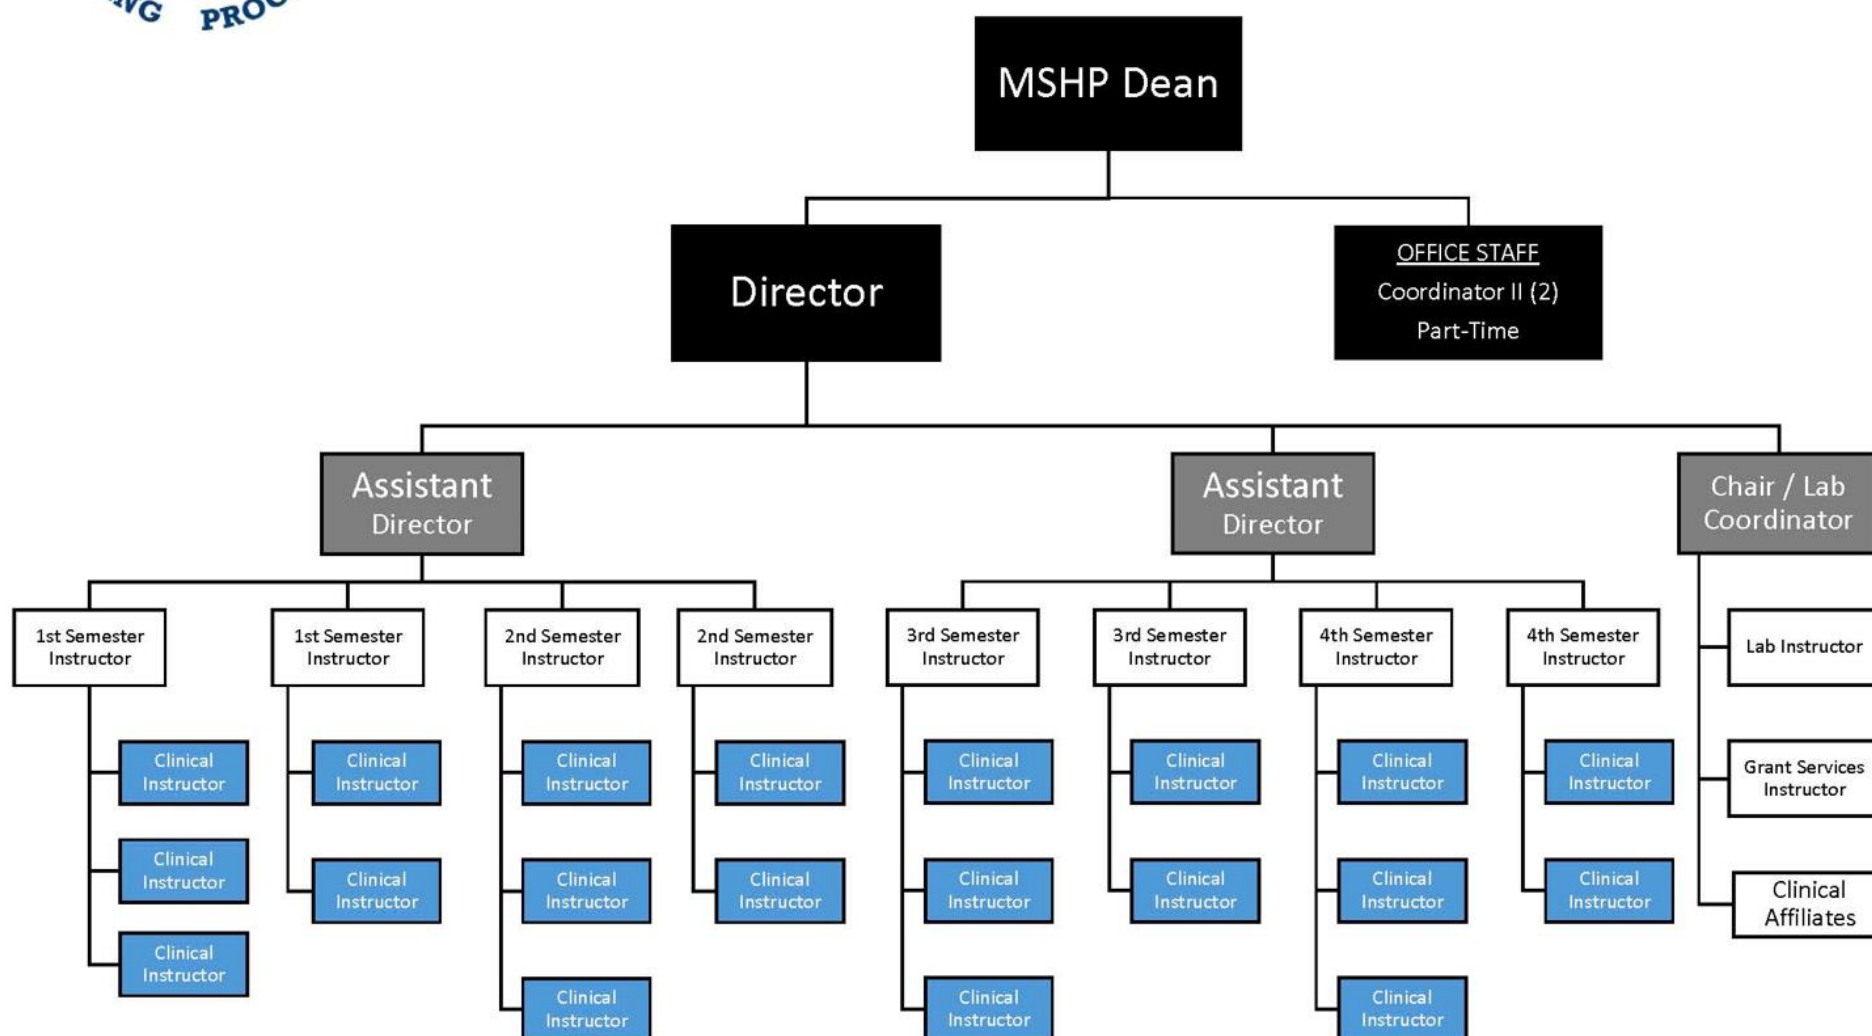 PROG
MSHP Dean
Director
OFFICE STAFF
Coordinator II (2)
Part-Time
Assistant
Director
Assistant
Director
Chair / Lab
Coordinator
1st Semester
Instructor
1st Semester
Instructor
2nd Semester
Instructor
2nd Semester
Instructor
3rd Semester
Instructor
3rd Semester
Instructor
4th Semester
Instructor
4th Semester
Instructor
Lab Instructor
Clinical
Instructor
Clinical
Instructor
Clinical
Instructor
Clinical
Instructor
Clinical
Instructor
Clinical
Instructor
Clinical
Instructor
Clinical
Instructor
Grant Services
Instructor
Clinical
Instructor
Clinical
Instructor
Clinical
Instructor
Clinical
Instructor
Clinical
Instructor
Clinical
Instructor
Clinical
Instructor
Clinical
Instructor
Clinical
Affiliates
Clinical
Instructor
Clinical
Instructor
Clinical
Instructor
Clinical
Instructor